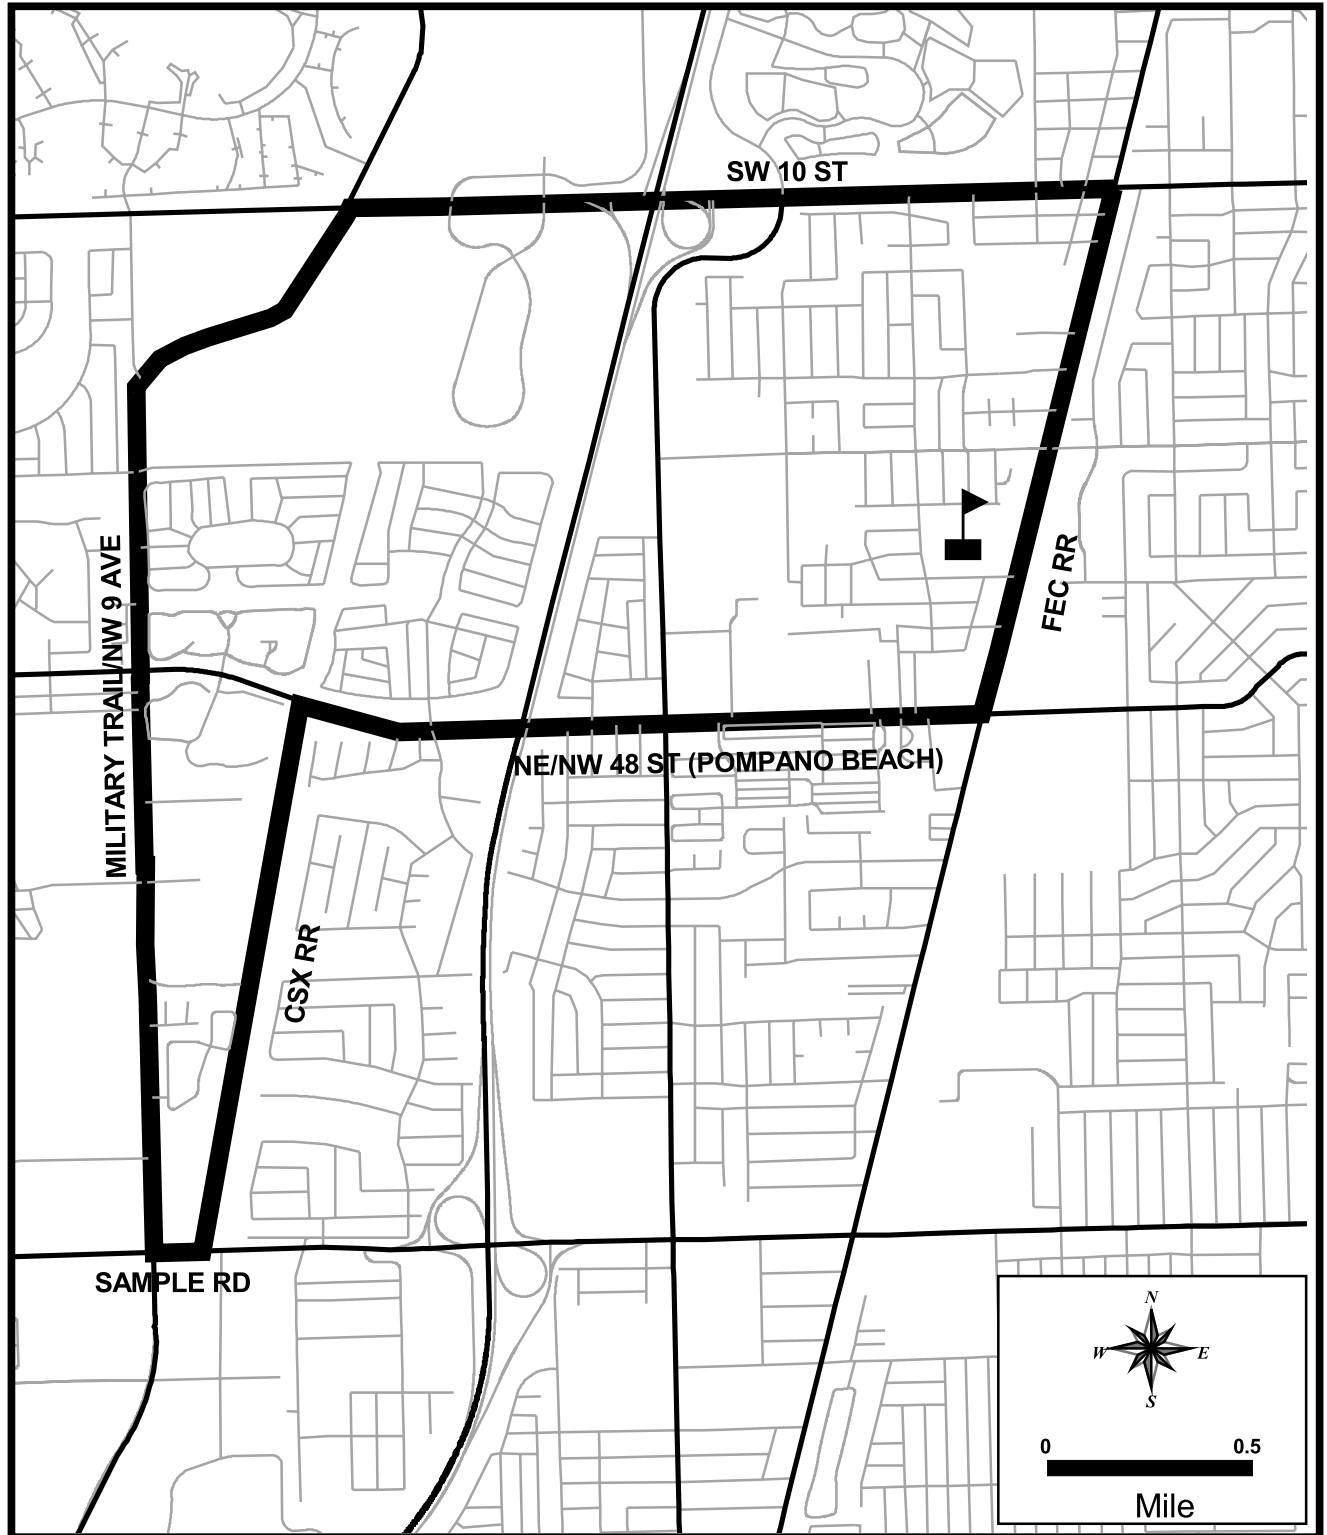 SW 10 ST
MILITARY TRAIL/NW 9 AVE
FEC RR
NE/NW 48 ST (POMPANO BEACH)
CSX RR
SAMPLE RD
N
W E
S
0 0.5
Mile